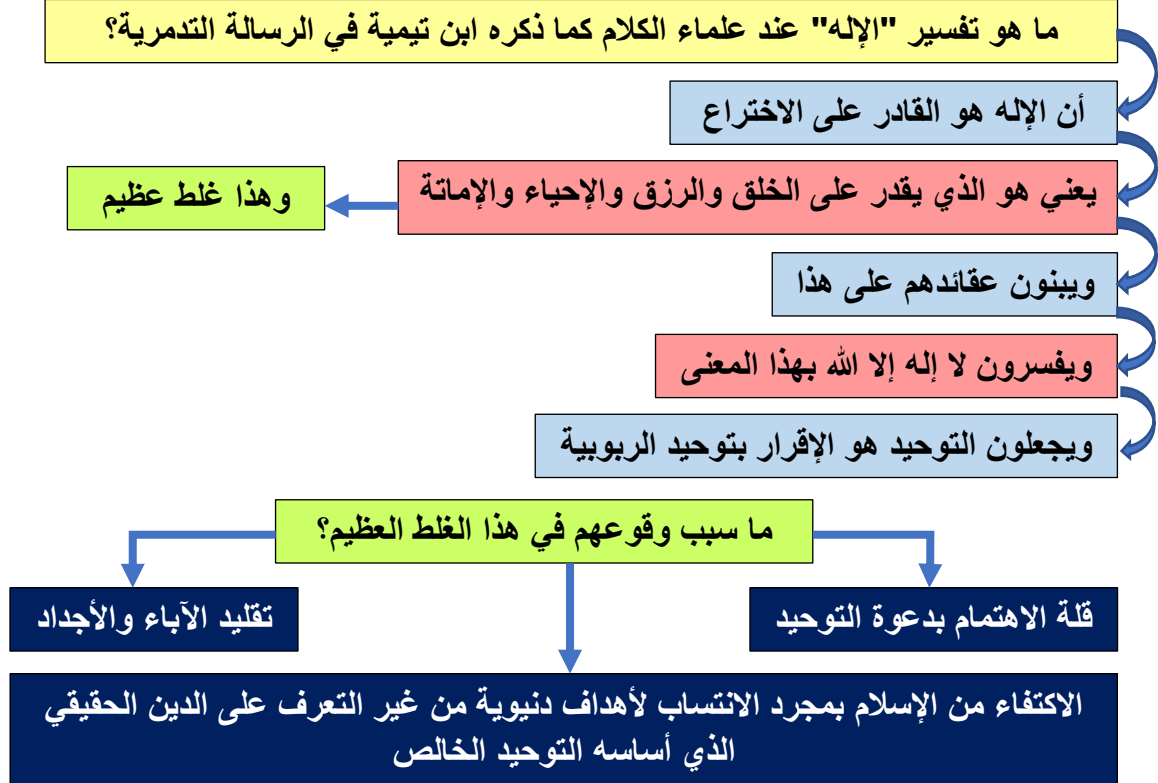 ما هو تفسير "الإله" عند علماء الكلام كما ذكره ابن تيمية في الرسالة التدمرية؟
أن الإله هو القادر على الاختراع
يعني هو الذي يقدر على الخلق والرزق والإحياء والإماتة
وهذا غلط عظيم
ويبنون عقائدهم على هذا
ويفسرون لا إله إلا الله بهذا المعنى
ويجعلون التوحيد هو الإقرار بتوحيد الربوبية
ما سبب وقوعهم في هذا الغلط العظيم؟
قلة الاهتمام بدعوة التوحيد
تقليد الآباء والأجداد
الاكتفاء من الإسلام بمجرد الانتساب لأهداف دنيوية من غير التعرف على الدين الحقيقي
الذي أساسه التوحيد الخالص